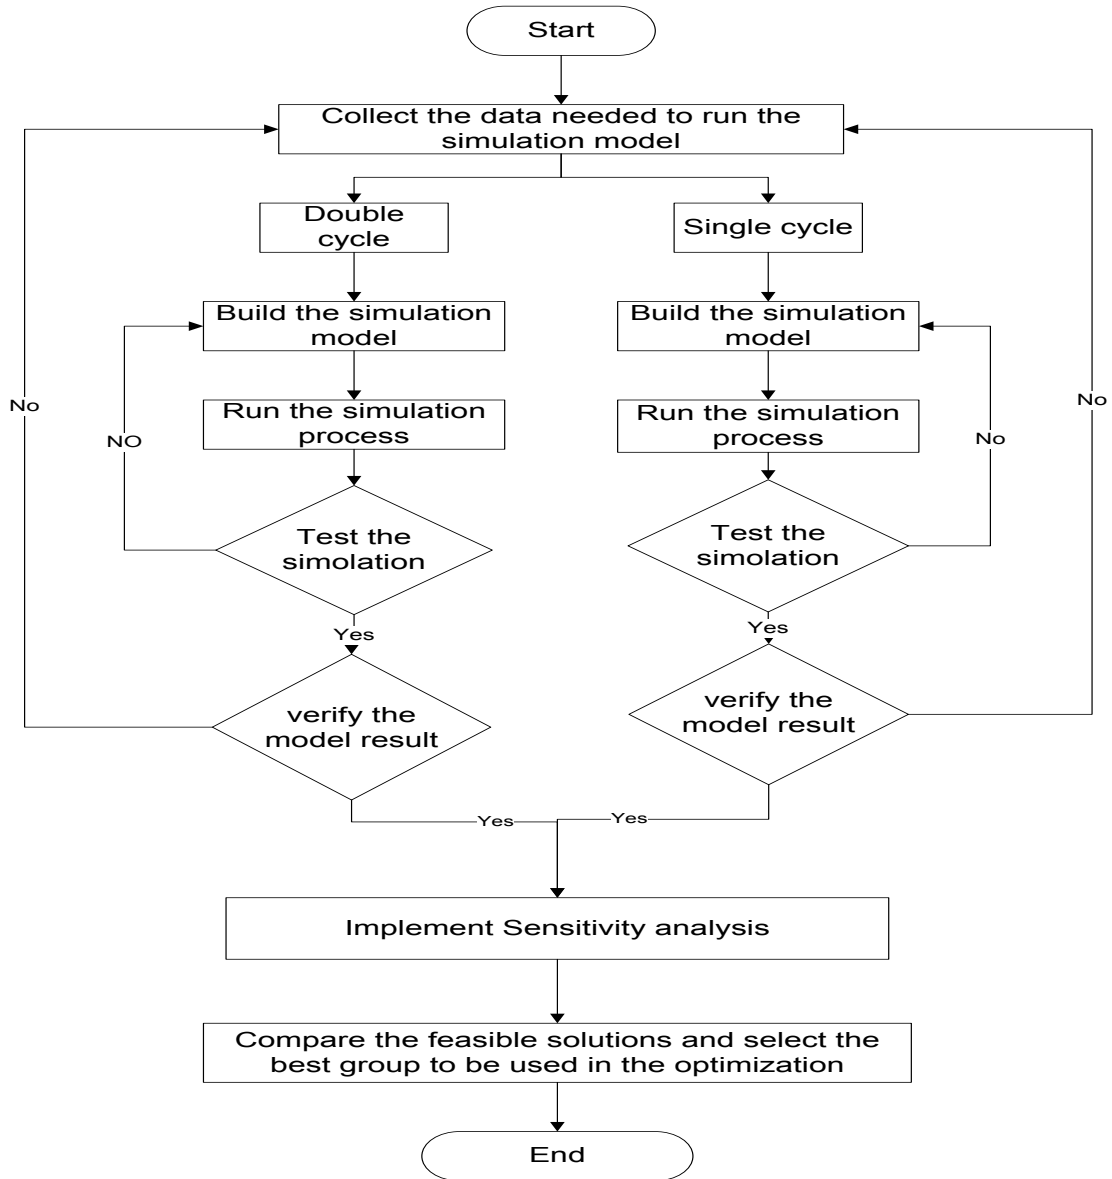 Start
Collect the data needed to run the
simulation model
Double
cycle
Single cycle
Build the simulation
model
Build the simulation
model
Run the simulation
process
Run the simulation
process
No
NO
No
No
Test the
simolation
Test the
simolation
Yes
Yes
verify the
model result
verify the
model result
Yes
Yes
Implement Sensitivity analysis
Compare the feasible solutions and select the
best group to be used in the optimization
End